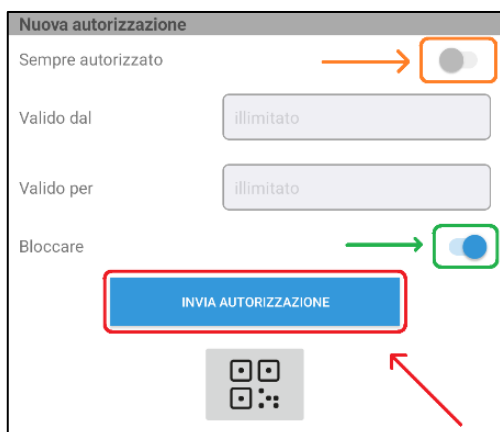 Nuova autorizzazione
Sempre autorizzato
Valido dal illimitato
Valido per illimitato
Bloccare
INVIA AUTORIZZAZIONE